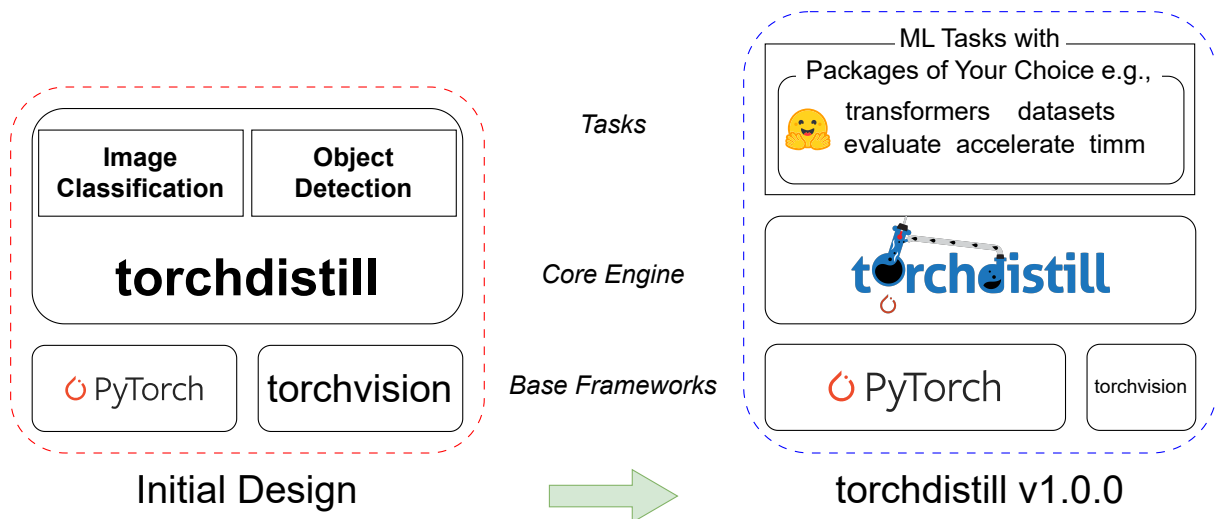 Image
Classification
Object
Detection
torchdistill
PyTorch
torchvision
Initial Design
Tasks
Core Engine
Base Frameworks
ML Tasks with
Packages of Your Choice e.g.,
transformers datasets
evaluate accelerate timm
torchdistill
PyTorch
torchvision
torchdistill v1.0.0